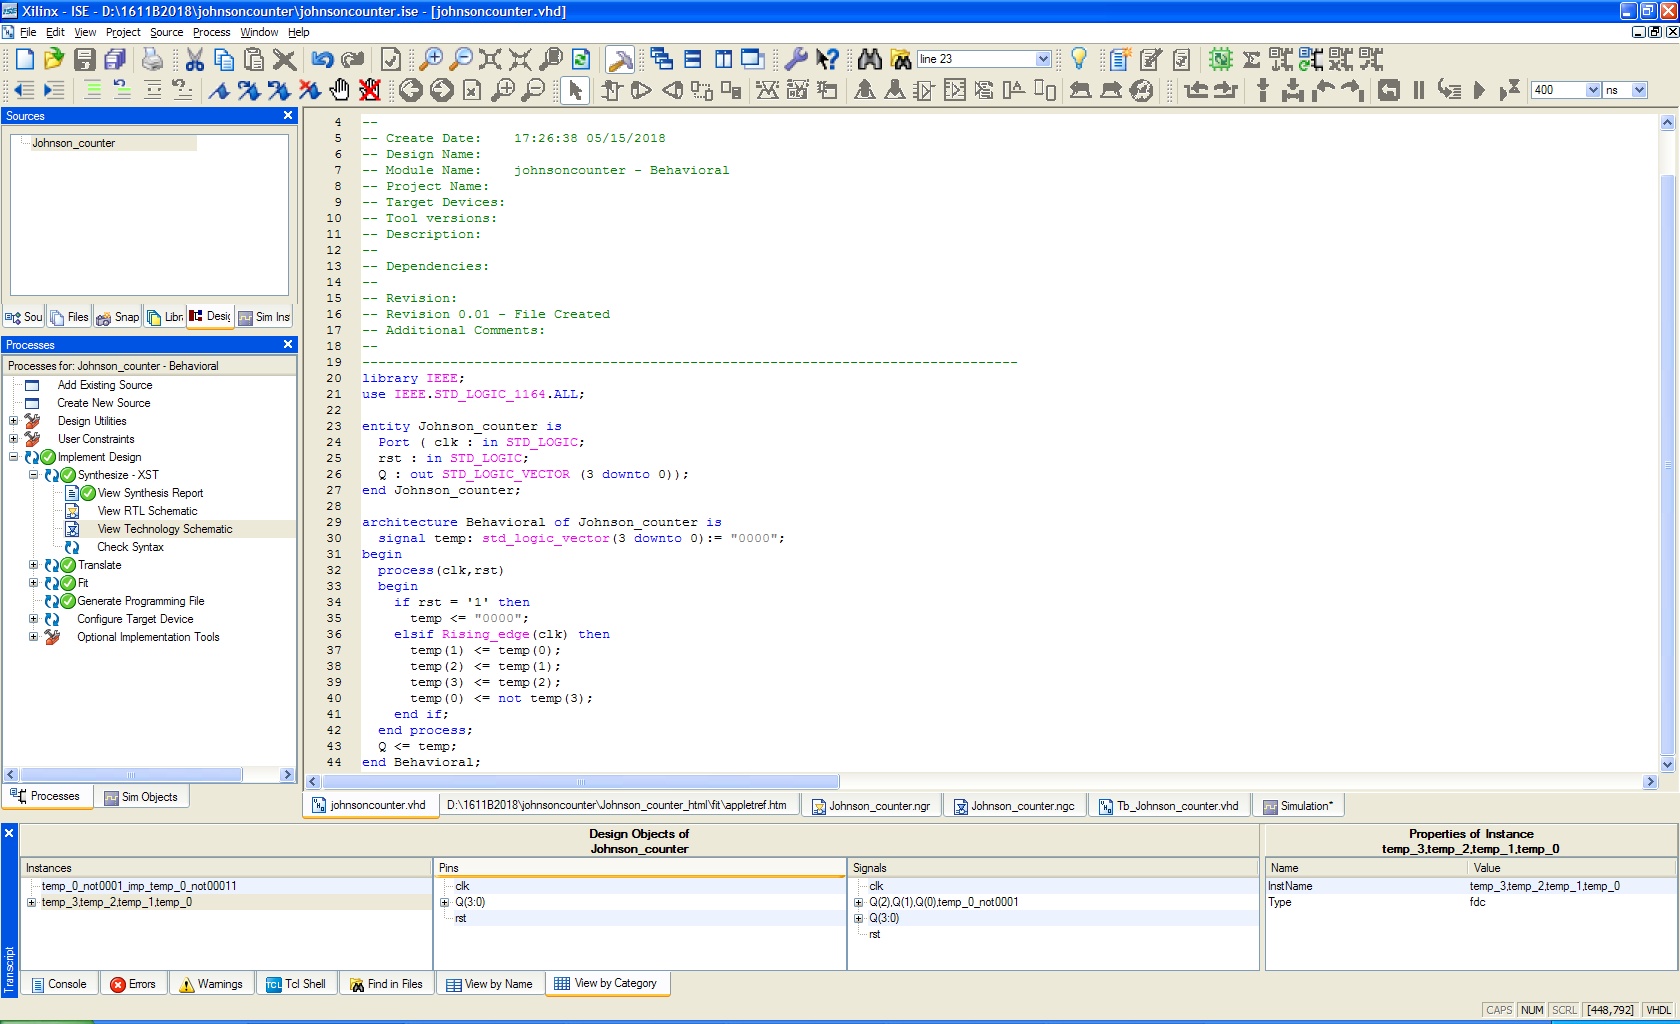 Xilinx - ISE - D:\1611B2018\johnsoncounter\johnsoncounter.ise - [johnsoncounter.vhd]
File Edit View Project Source Process Window Help
line 23
400 ns
Sources
Johnson_counter
Sou Files Snap Libr Desig Sim Ins
Processes
Processes for: Johnson_counter - Behavioral
Add Existing Source
Create New Source
Design Utilities
User Constraints
Implement Design
Synthesize - XST
View Synthesis Report
View RTL Schematic
View Technology Schematic
Check Syntax
Translate
Fit
Generate Programming File
Configure Target Device
Optional Implementation Tools
Processes Sim Objects
4 --
5 -- Create Date:    17:26:38 05/15/2018
6 -- Design Name:
7 -- Module Name:    johnsoncounter - Behavioral
8 -- Project Name:
9 -- Target Devices:
10 -- Tool versions:
11 -- Description:
12 --
13 -- Dependencies:
14 --
15 -- Revision:
16 -- Revision 0.01 - File Created
17 -- Additional Comments:
18 --
19 ----------------------------------------------------------------------------------
20 library IEEE;
21 use IEEE.STD_LOGIC_1164.ALL;
22
23 entity Johnson_counter is
24   Port ( clk : in STD_LOGIC;
25   rst : in STD_LOGIC;
26   Q : out STD_LOGIC_VECTOR (3 downto 0));
27 end Johnson_counter;
28
29 architecture Behavioral of Johnson_counter is
30   signal temp: std_logic_vector(3 downto 0):= "0000";
31 begin
32   process(clk,rst)
33   begin
34     if rst = '1' then
35       temp <= "0000";
36     elsif Rising_edge(clk) then
37       temp(1) <= temp(0);
38       temp(2) <= temp(1);
39       temp(3) <= temp(2);
40       temp(0) <= not temp(3);
41     end if;
42   end process;
43   Q <= temp;
44 end Behavioral;
johnsoncounter.vhd D:\1611B2018\johnsoncounter\Johnson_counter_html\fit\appletref.htm Johnson_counter.ngr Johnson_counter.ngc Tb_Johnson_counter.vhd Simulation*
Transcript
Design Objects of
Johnson_counter
Instances
temp_0_not0001_imp_temp_0_not00011
temp_3,temp_2,temp_1,temp_0
Pins
clk
Q(3:0)
rst
Signals
clk
Q(2),Q(1),Q(0),temp_0_not0001
Q(3:0)
rst
Properties of Instance
temp_3,temp_2,temp_1,temp_0
Name Value
InstName temp_3,temp_2,temp_1,temp_0
Type fdc
Console Errors Warnings TCL Tcl Shell Find in Files View by Name View by Category
CAPS NUM SCRL [448,792] VHDL